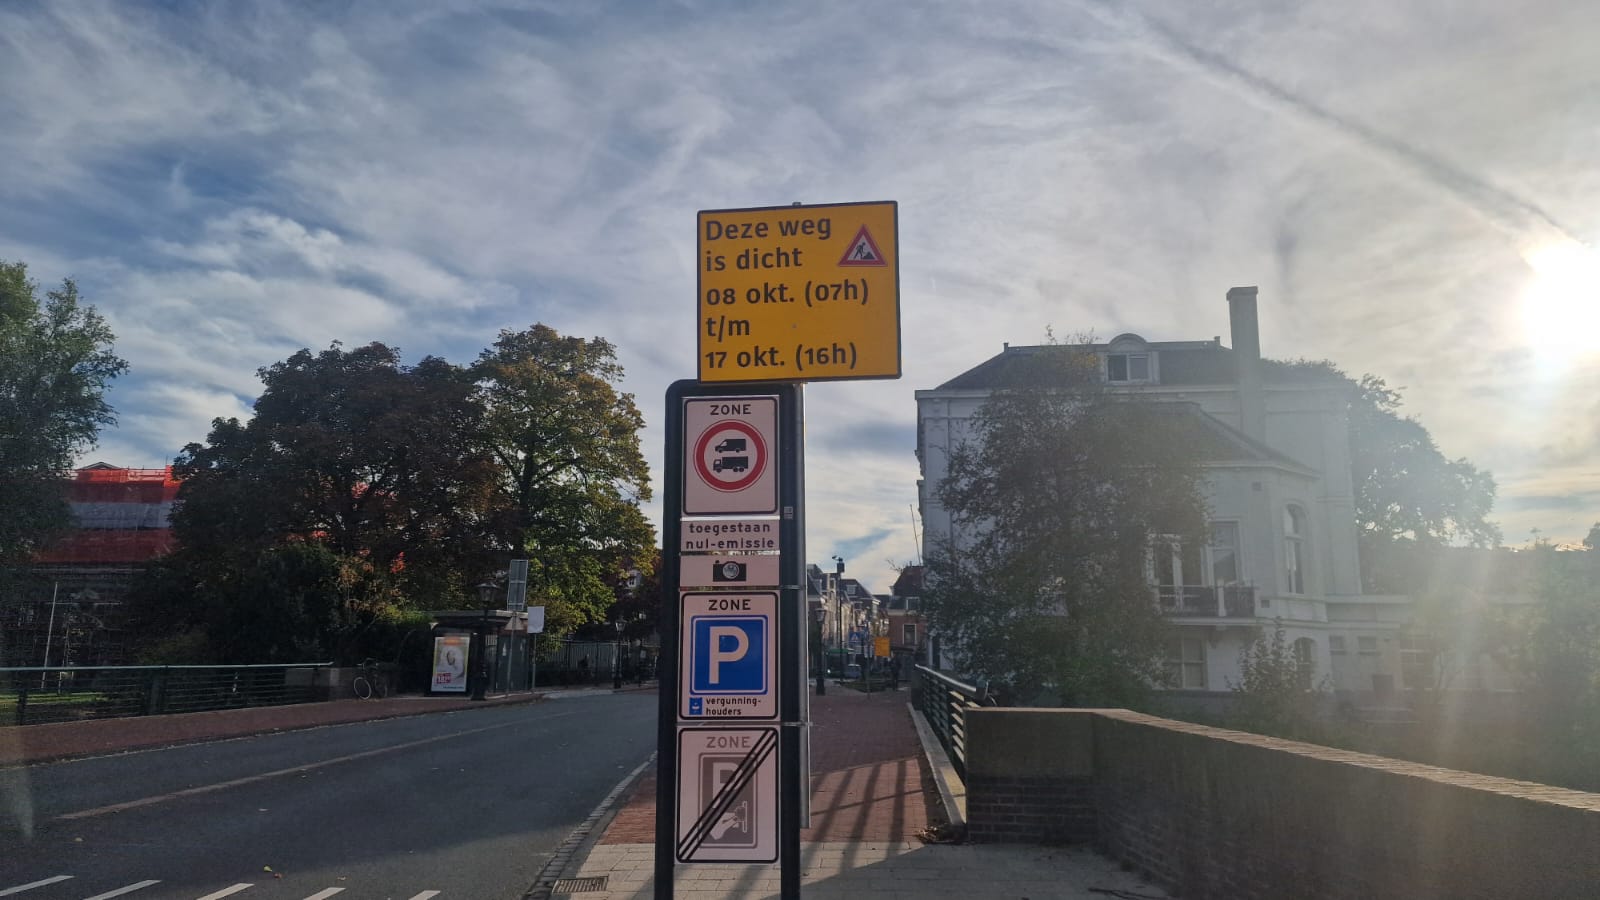 Deze weg
is dicht
08 okt. (07h)
t/m
17 okt. (16h)
ZONE
toegestaan
nul-emissie
ZONE
P
vergunning-
houders
ZONE
P